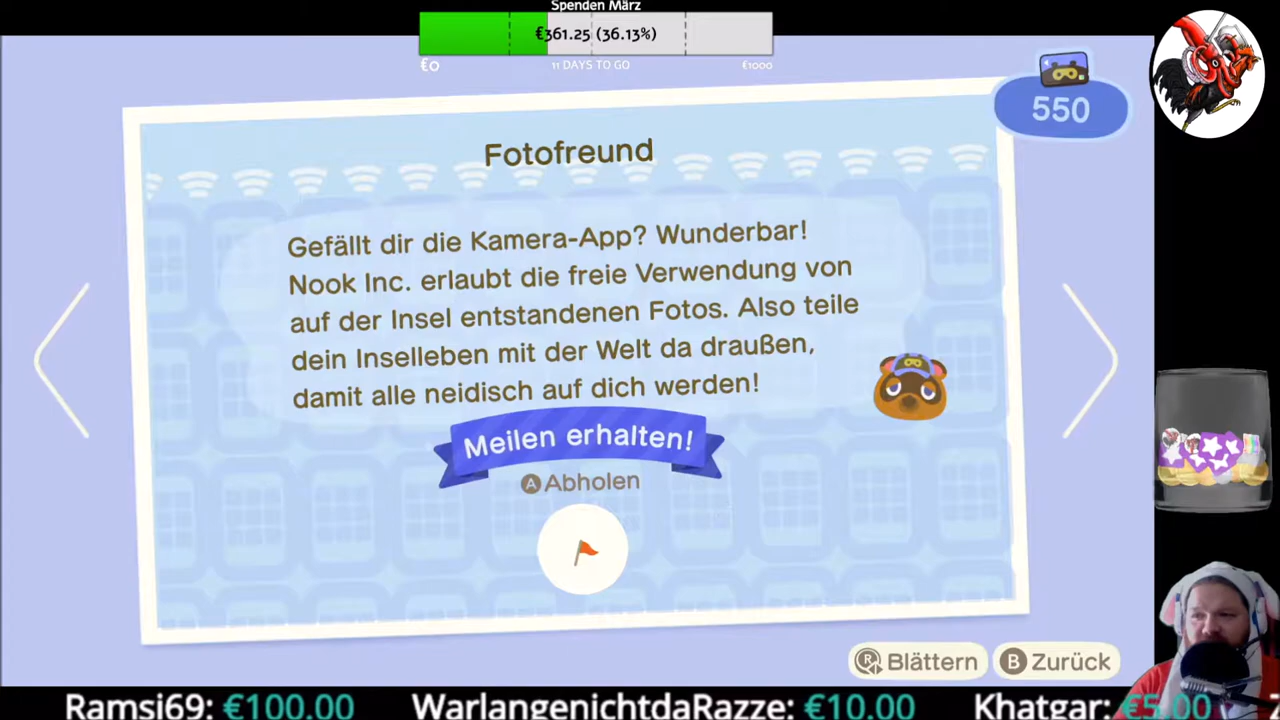 Spenden März
€361.25 (36.13%)
€0
11 DAYS TO GO
€1000
550
Fotofreund
Gefällt dir die Kamera-App? Wunderbar!
Nook Inc. erlaubt die freie Verwendung von
auf der Insel entstandenen Fotos. Also teile
dein Inselleben mit der Welt da draußen,
damit alle neidisch auf dich werden!
Meilen erhalten!
A Abholen
R Blättern
B Zurück
Ramsi69: €100.00 WarlangenichtdaRazze: €10.00 Khatgar: €5.00